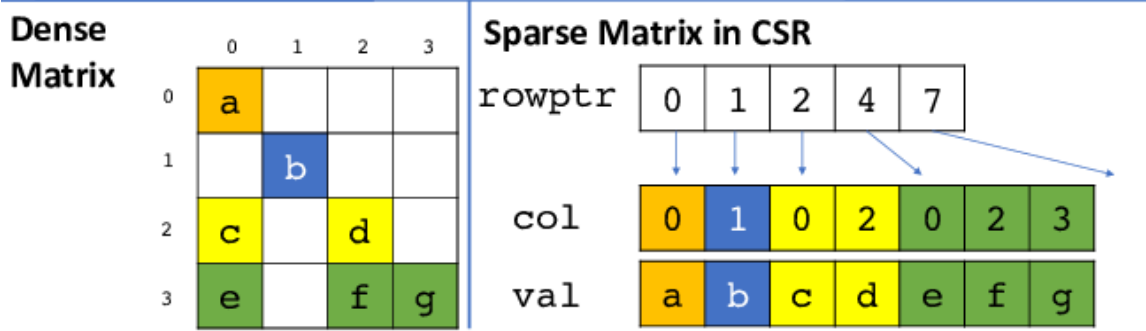 Dense
Matrix
0 1 2 3
0 a
1 b
2 c d
3 e f g
Sparse Matrix in CSR
rowptr 0 1 2 4 7
col 0 1 0 2 0 2 3
val a b c d e f g